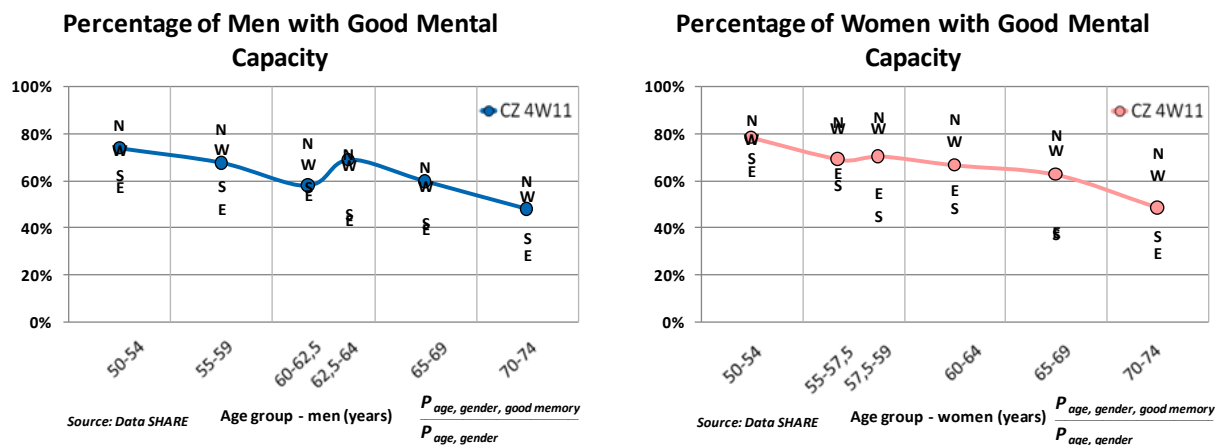 Percentage of Men with Good Mental
Capacity
100%
80%
60%
40%
20%
0%
CZ 4W11
N
W
S
E
N
W
S
E
N
W
S
E
N
W
S
E
N
W
S
E
N
W
S
E
50-54
55-59
60-62,5
62,5-64
65-69
70-74
Source: Data SHARE
Age group - men (years)
P age, gender, good memory
P age, gender
Percentage of Women with Good Mental
Capacity
100%
80%
60%
40%
20%
0%
CZ 4W11
N
W
S
E
N
W
E
S
N
W
E
S
N
W
E
S
N
W
E
S
N
W
S
E
50-54
55-57,5
57,5-59
60-64
65-69
70-74
Source: Data SHARE
Age group - women (years)
P age, gender, good memory
P age, gender